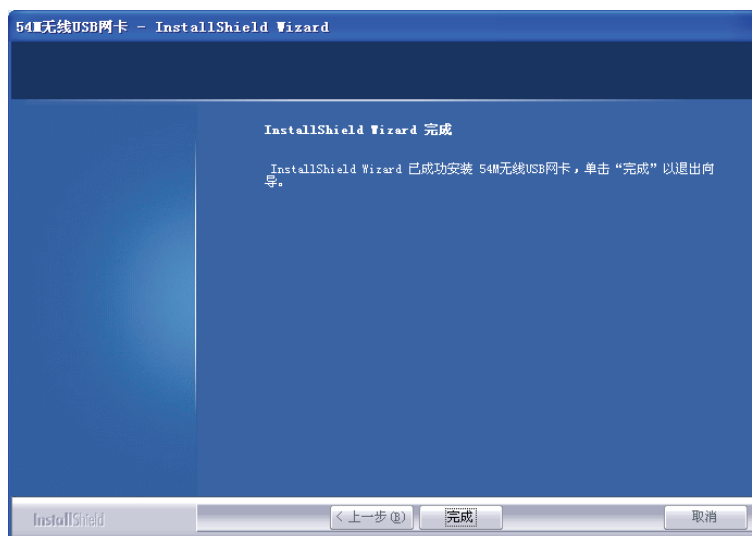 54M无线USB网卡 - InstallShield Wizard
InstallShield Wizard 完成
InstallShield Wizard 已成功安装 54M无线USB网卡，单击“完成”以退出向
导。
InstallShield
< 上一步(B)
完成
取消